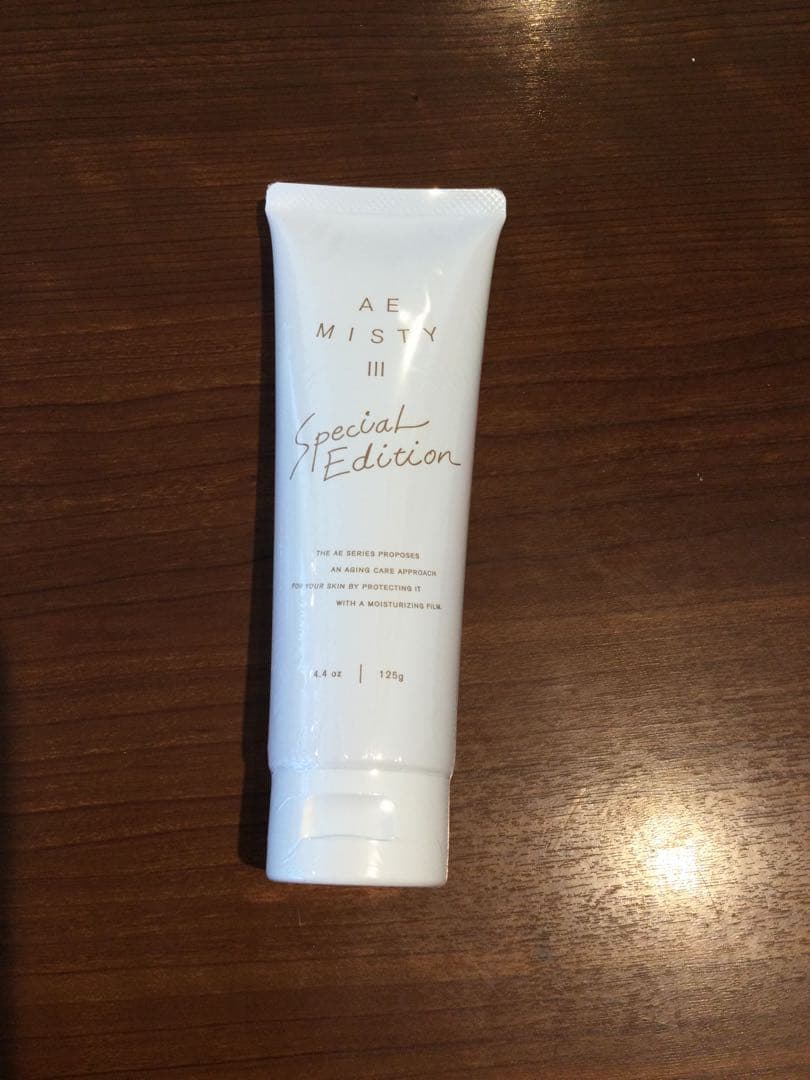 AE
MISTY
III
Special
Edition
THE AE SERIES PROPOSES
AN AGING CARE APPROACH
FOR YOUR SKIN BY PROTECTING IT
WITH A MOISTURIZING FILM.
4.4 oz | 125g